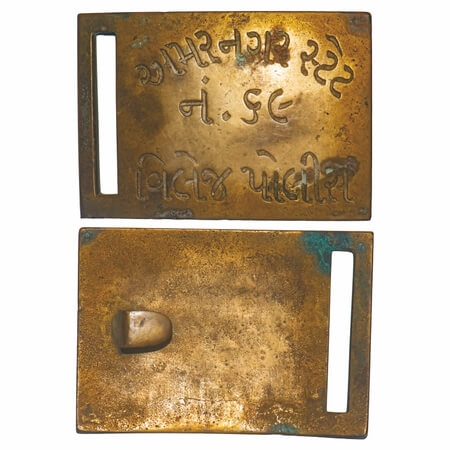 અમરનગર સ્ટેટ
નં. ૬૯
વિલેજ પોલીસ